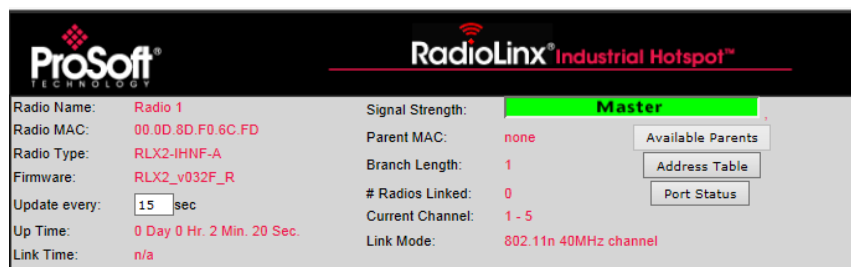 ProSoft®
TECHNOLOGY
RadioLinx® Industrial Hotspot™
Radio Name: Radio 1
Radio MAC: 00.0D.8D.F0.6C.FD
Radio Type: RLX2-IHNF-A
Firmware: RLX2_v032F_R
Update every: 15 sec
Up Time: 0 Day 0 Hr. 2 Min. 20 Sec.
Link Time: n/a
Signal Strength: Master ,
Parent MAC: none Available Parents
Branch Length: 1 Address Table
# Radios Linked: 0 Port Status
Current Channel: 1 - 5
Link Mode: 802.11n 40MHz channel